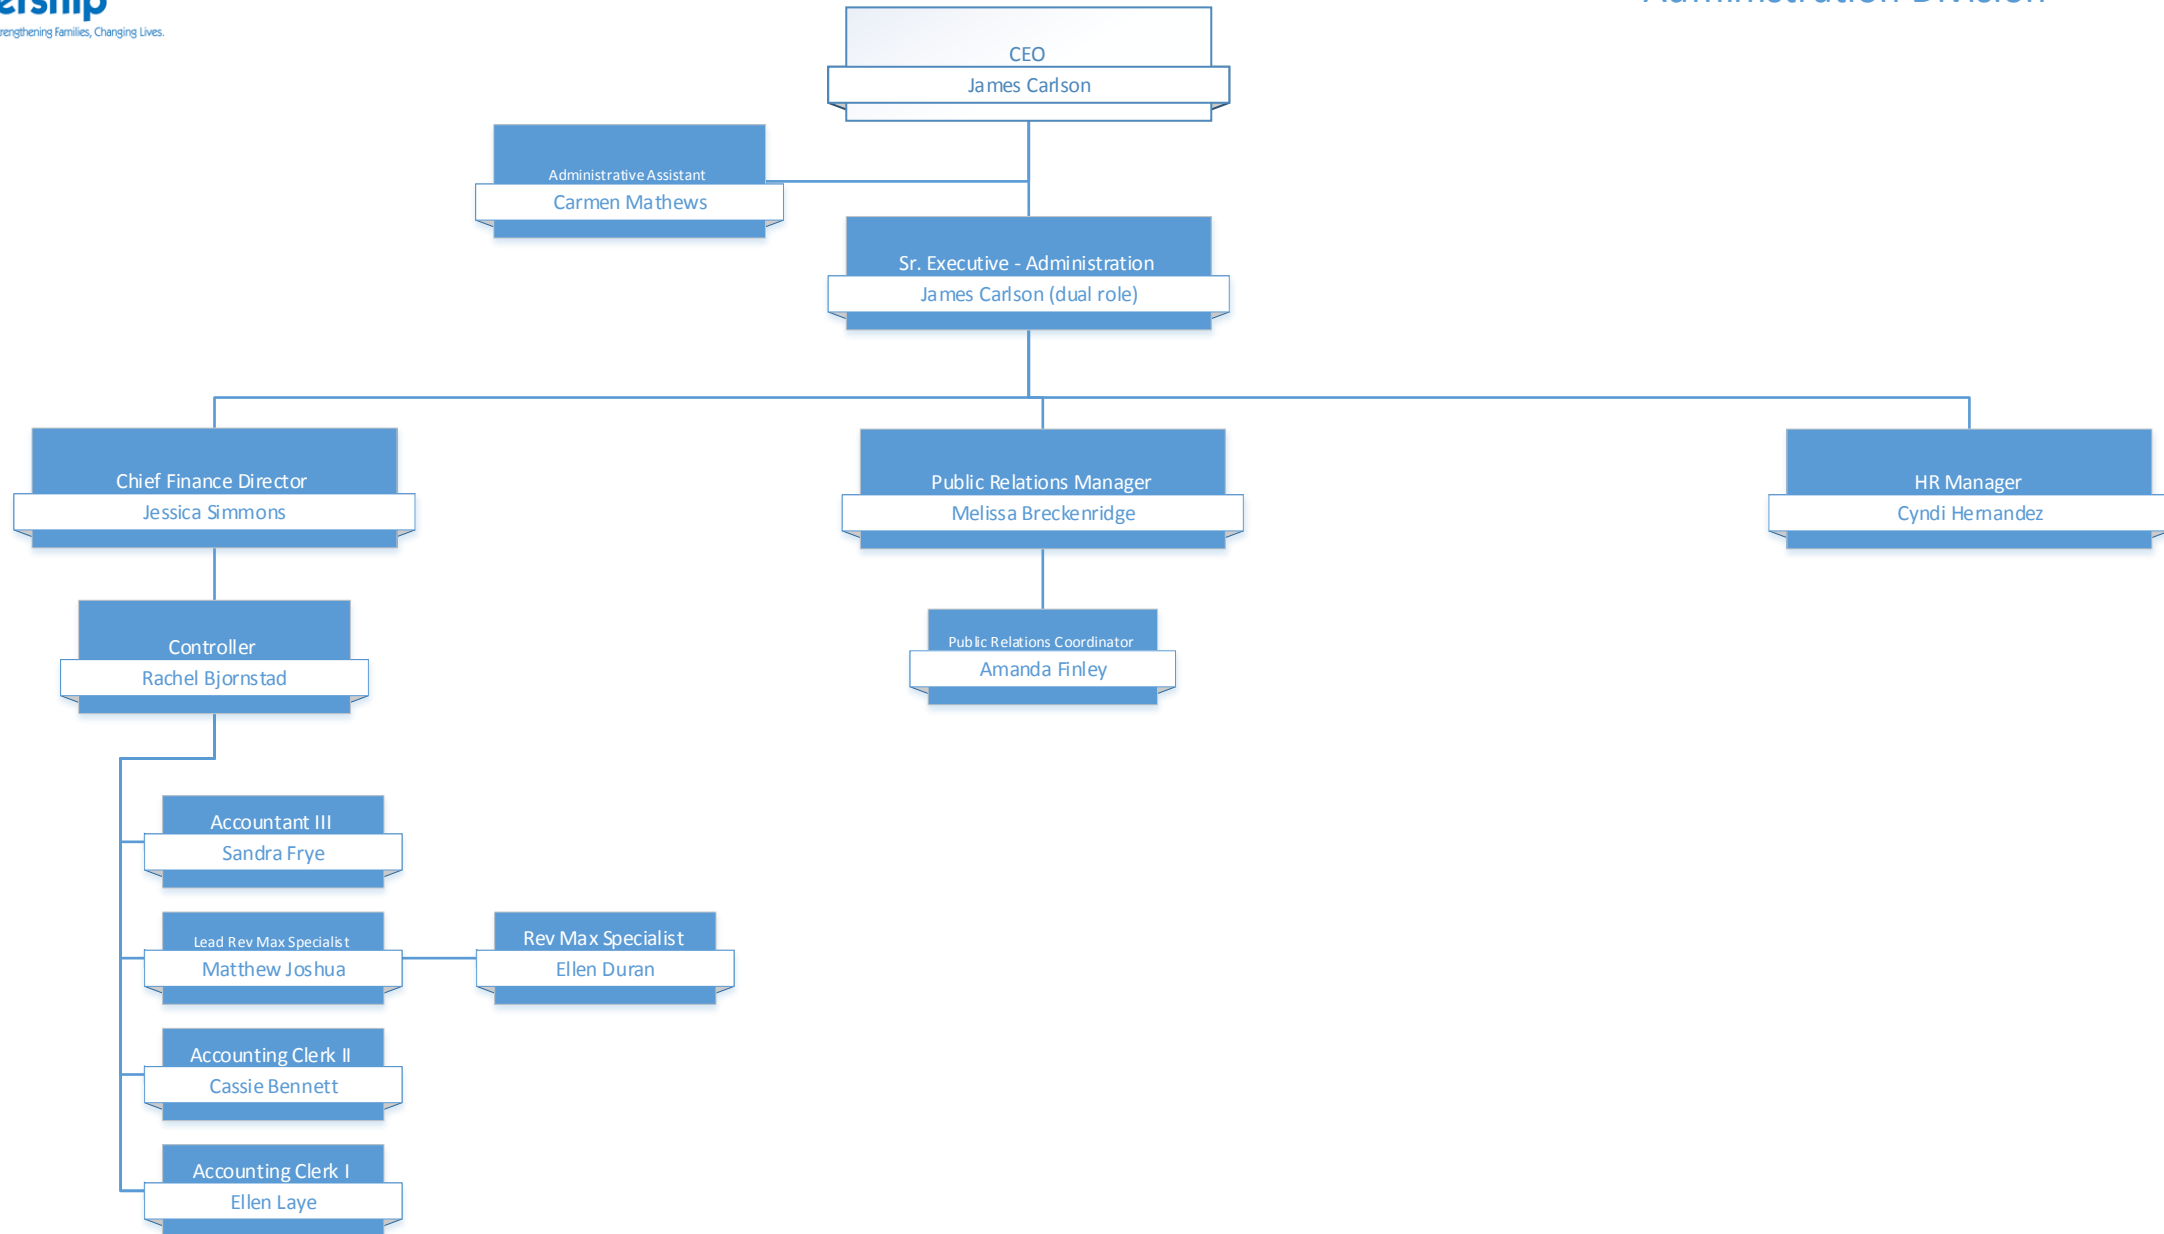 Strengthening Families, Changing Lives.
Administration Division
CEO
James Carlson
Administrative Assistant
Carmen Mathews
Sr. Executive - Administration
James Carlson (dual role)
Chief Finance Director
Jessica Simmons
Public Relations Manager
Melissa Breckenridge
HR Manager
Cyndi Hernandez
Controller
Rachel Bjornstad
Public Relations Coordinator
Amanda Finley
Accountant III
Sandra Frye
Lead Rev Max Specialist
Matthew Joshua
Rev Max Specialist
Ellen Duran
Accounting Clerk II
Cassie Bennett
Accounting Clerk I
Ellen Laye